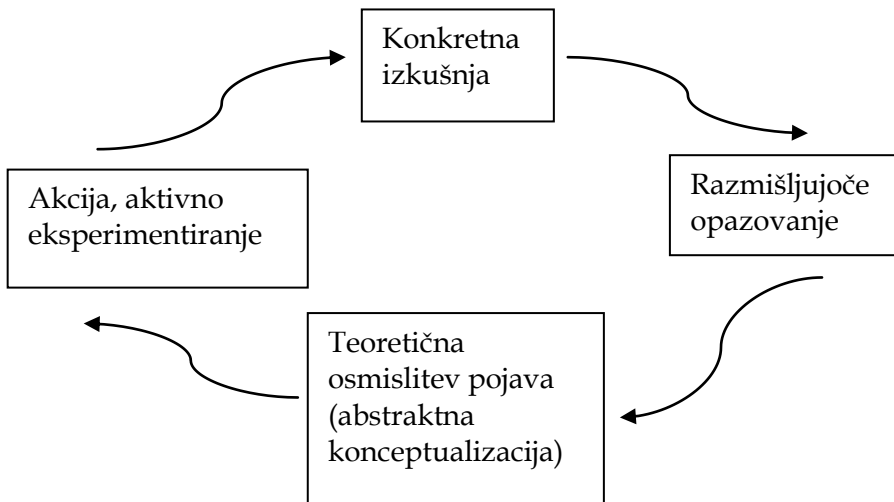 Konkretna
izkušnja
Razmišljujoče
opazovanje
Akcija, aktivno
eksperimentiranje
Teoretična
osmislitev pojava
(abstraktna
konceptualizacija)